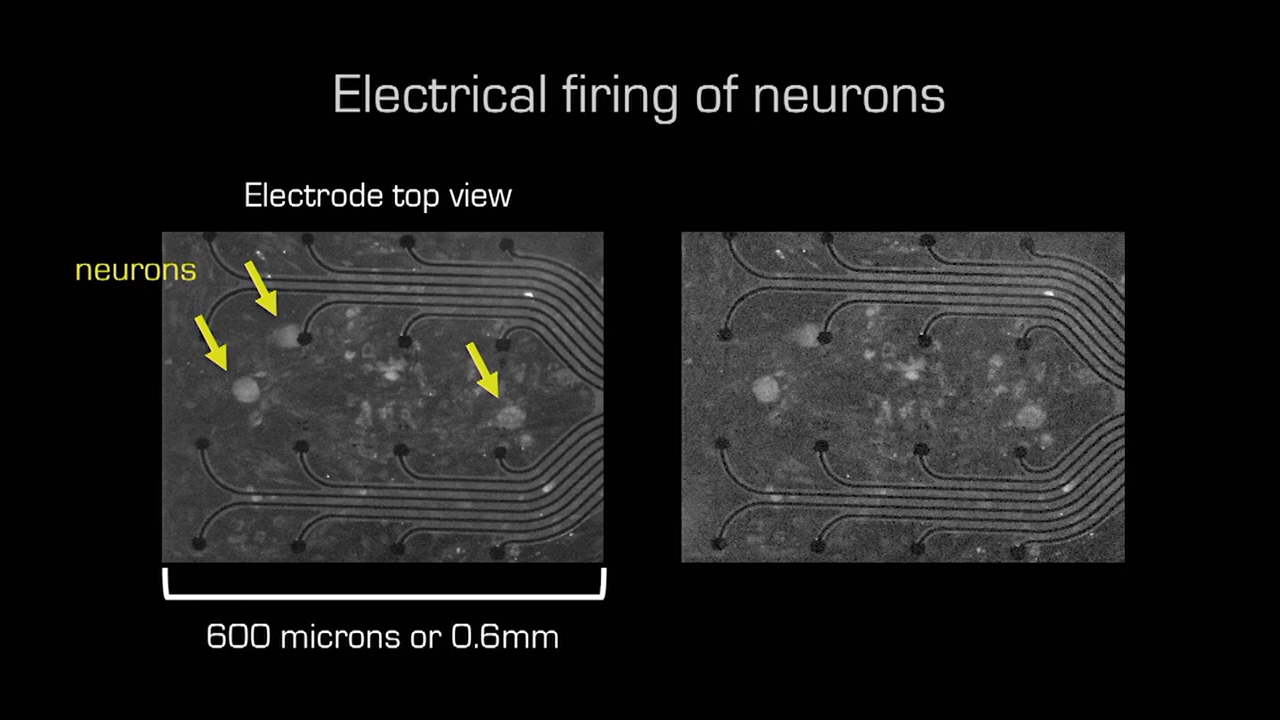 Electrical firing of neurons
Electrode top view
neurons
600 microns or 0.6mm